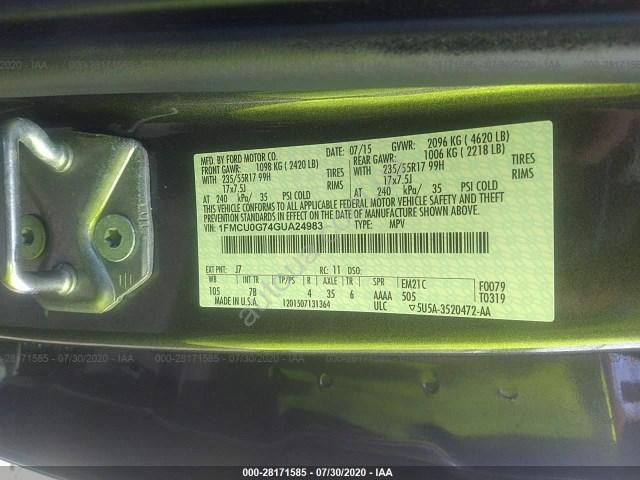 000-28171585 - 07/30/2020 - IAA
MFD. BY FORD MOTOR CO. 07/15 GVWR: 2096 KG ( 4620 LB)
FRONT GAWR: 1098 KG ( 2420 LB) REAR GAWR: 1006 KG ( 2218 LB)
WITH 235/55R17 99H TIRES WITH 235/55R17 99H TIRES
17x7.5J RIMS 17x7.5J RIMS
AT 240 kPa/ 35 PSI COLD AT 240 kPa/ 35 PSI COLD
THIS VEHICLE CONFORMS TO ALL APPLICABLE FEDERAL MOTOR VEHICLE SAFETY AND THEFT PREVENTION STANDARDS IN EFFECT ON THE DATE OF MANUFACTURE SHOWN ABOVE.
1FMCU0G74GUA24983 TYPE: MPV
EXT PNT: J7 RC: 11 DSO:
WB INT TR TP/PS R AXLE TR SPR EM21C F0079
105 7B 4 35 6 AAAA 505 T0319
MADE IN U.S.A. 1201507131364 ULC 5U5A-3520472-AA
000-28171585 - 07/30/2020 - IAA